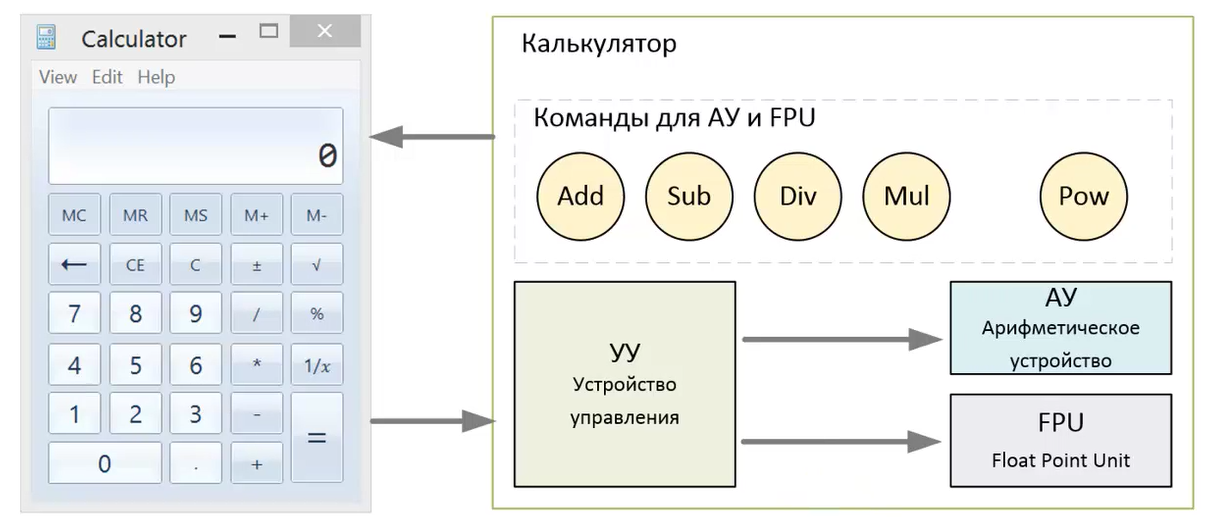 Calculator
View Edit Help
0
MC MR MS M+ M-
← CE C ± √
7 8 9 / %
4 5 6 * 1/x
1 2 3 - =
0 . +
Калькулятор
Команды для АУ и FPU
Add Sub Div Mul Pow
УУ
Устройство
управления
АУ
Арифметическое
устройство
FPU
Float Point Unit